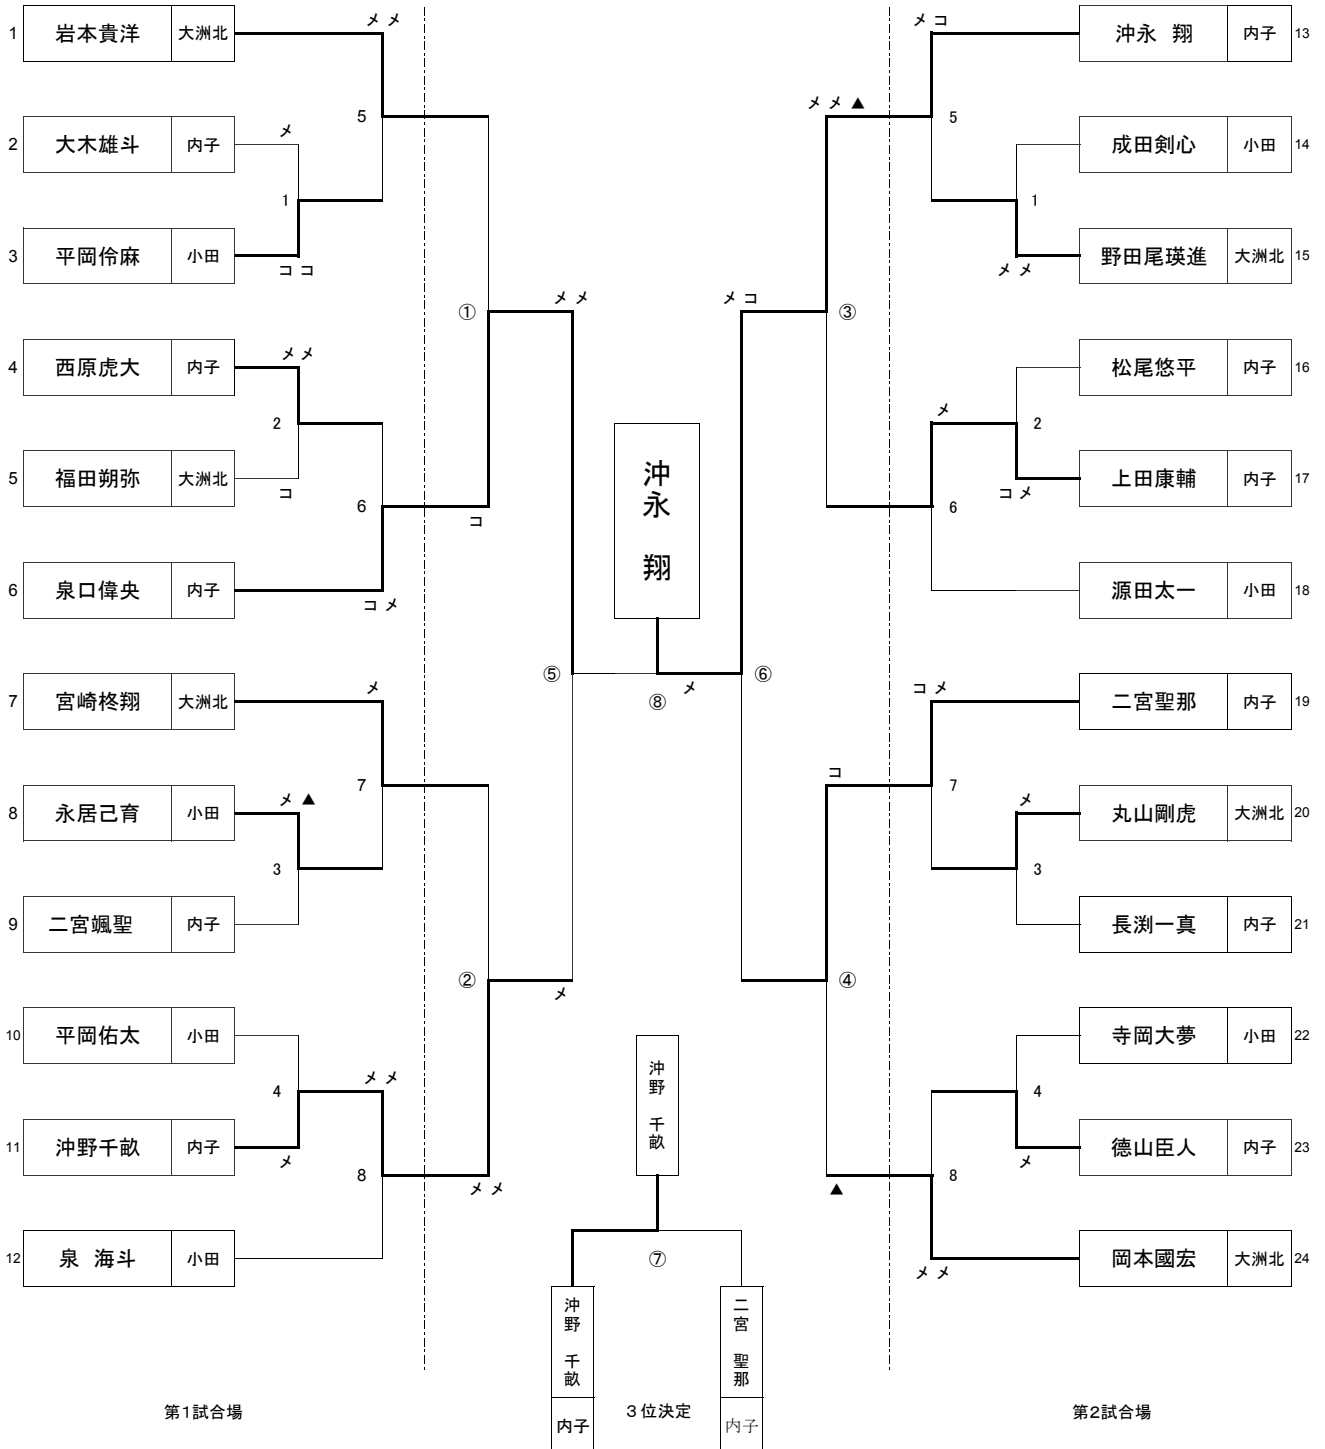 メ メ
メ コ
1 岩本貴洋 大洲北
沖永 翔 内子 13
メ メ ▲
5
5
メ
2 大木雄斗 内子
成田剣心 小田 14
1
1
3 平岡伶麻 小田
野田尾瑛進 大洲北 15
コ コ
メ メ
メ メ
メ コ
①
③
メ メ
4 西原虎大 内子
松尾悠平 内子 16
メ
2
2
5 福田朔弥 大洲北
上田康輔 内子 17
コ
コ メ
沖永 翔
6
6
コ
6 泉口偉央 内子
源田太一 小田 18
コ メ
⑤
⑥
メ
コ メ
メ
7 宮崎柊翔 大洲北
⑧
二宮聖那 内子 19
コ
7
7
メ ▲
メ
8 永居己育 小田
丸山剛虎 大洲北 20
3
3
9 二宮颯聖 内子
長渕一真 内子 21
②
④
メ
10 平岡佑太 小田
寺岡大夢 小田 22
メ メ
4
4
沖野 千畝
11 沖野千畝 内子
徳山臣人 内子 23
メ
メ
8
8
メ メ
▲
12 泉 海斗 小田
⑦
岡本國宏 大洲北 24
メ メ
沖野 千畝
二宮 聖那
第1試合場
内子
3位決定
内子
第2試合場